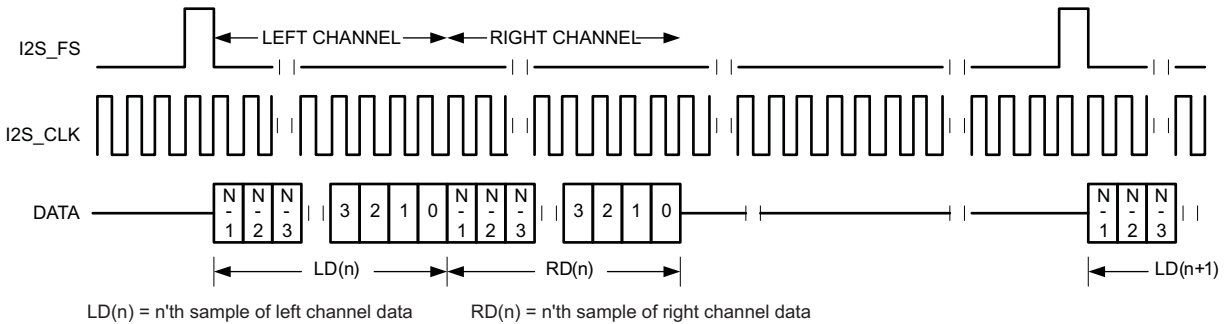 I2S_FS
LEFT CHANNEL RIGHT CHANNEL
I2S_CLK
DATA
N-1 N-2 N-3 3 2 1 0 N-1 N-2 N-3 3 2 1 0 N-1 N-2 N-3
LD(n) RD(n) LD(n+1)
LD(n) = n'th sample of left channel data RD(n) = n'th sample of right channel data